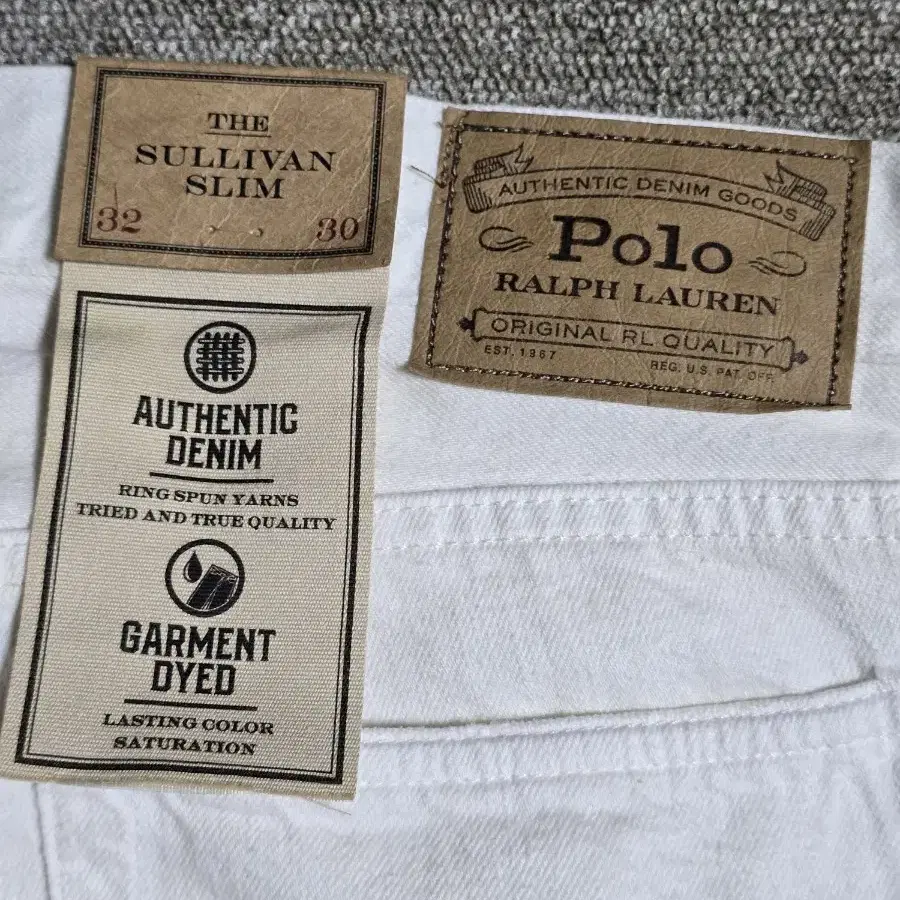 THE
SULLIVAN
SLIM
32 30
AUTHENTIC
DENIM
RING SPUN YARNS
TRIED AND TRUE QUALITY
GARMENT
DYED
LASTING COLOR
SATURATION
AUTHENTIC DENIM GOODS
Polo
RALPH LAUREN
ORIGINAL RL QUALITY
EST. 1967 REG. U.S. PAT. OFF.